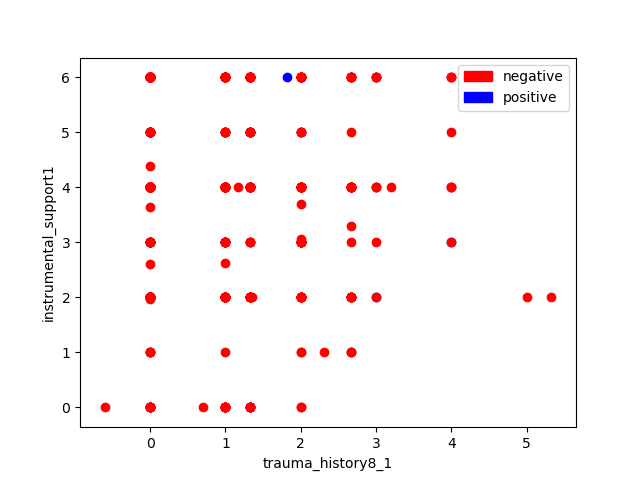 negative
positive
6
5
4
3
2
1
0
instrumental_support1
0 1 2 3 4 5
trauma_history8_1